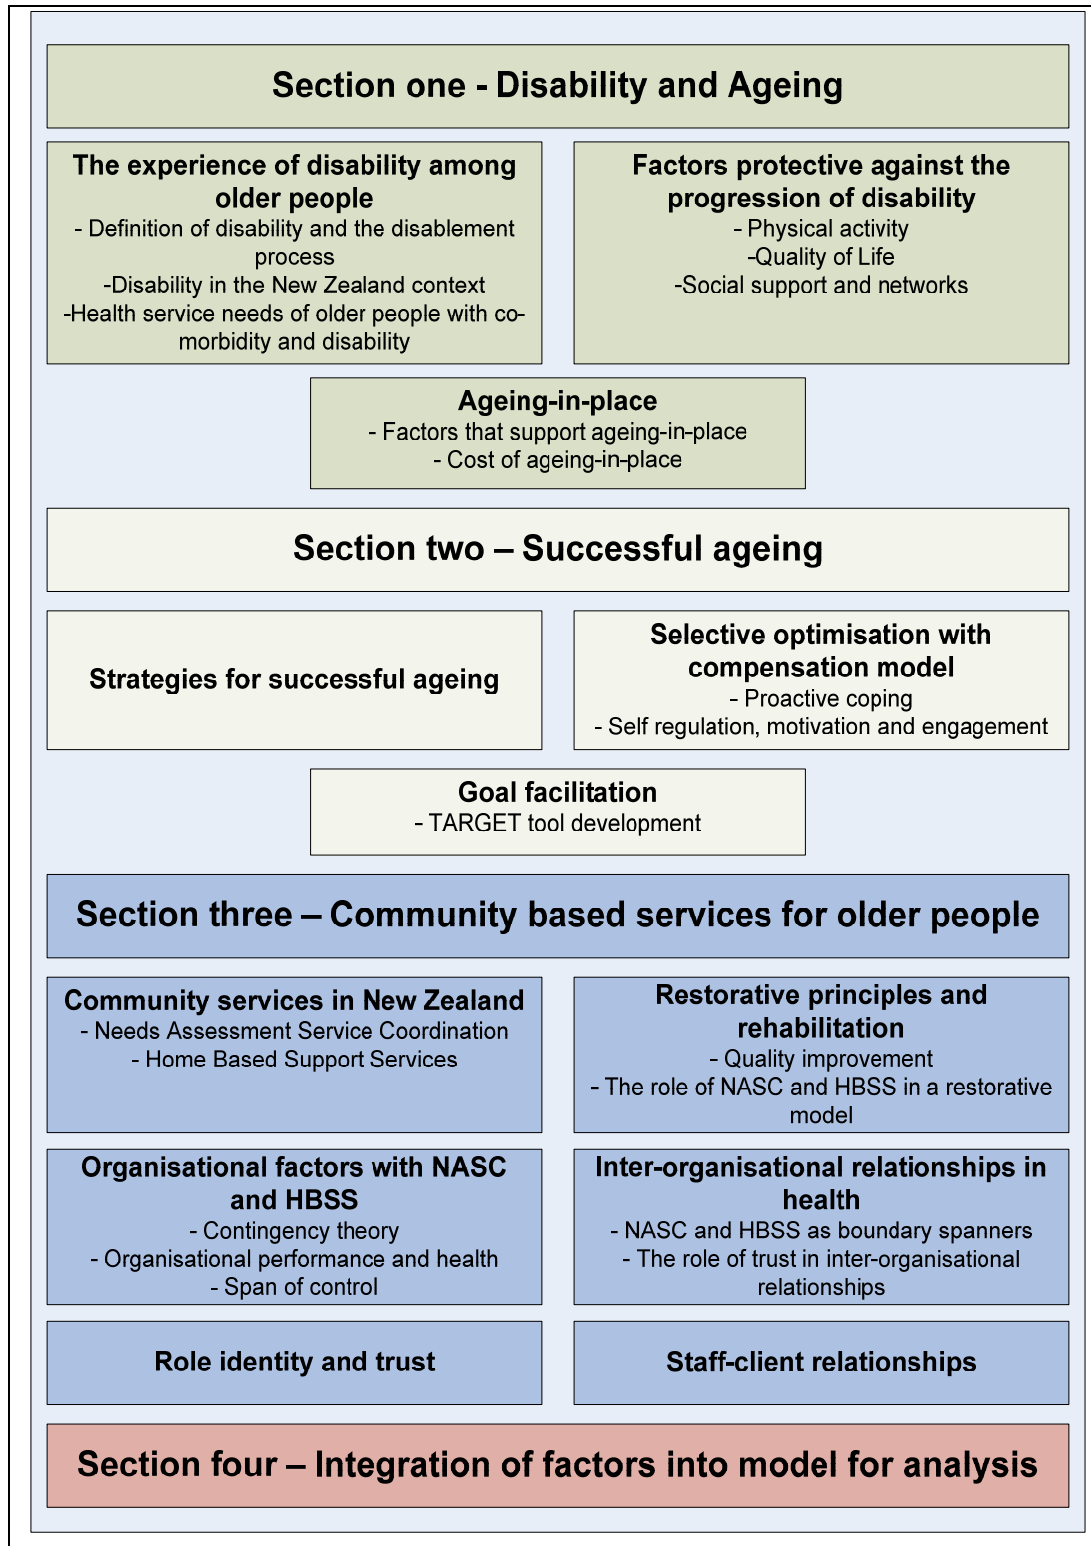 Section one - Disability and Ageing
The experience of disability among
older people
- Definition of disability and the disablement
process
-Disability in the New Zealand context
-Health service needs of older people with co-
morbidity and disability
Factors protective against the
progression of disability
- Physical activity
-Quality of Life
-Social support and networks
Ageing-in-place
- Factors that support ageing-in-place
- Cost of ageing-in-place
Section two – Successful ageing
Strategies for successful ageing
Selective optimisation with
compensation model
- Proactive coping
- Self regulation, motivation and engagement
Goal facilitation
- TARGET tool development
Section three – Community based services for older people
Community services in New Zealand
- Needs Assessment Service Coordination
- Home Based Support Services
Restorative principles and
rehabilitation
- Quality improvement
- The role of NASC and HBSS in a restorative
model
Organisational factors with NASC
and HBSS
- Contingency theory
- Organisational performance and health
- Span of control
Inter-organisational relationships in
health
- NASC and HBSS as boundary spanners
- The role of trust in inter-organisational
relationships
Role identity and trust
Staff-client relationships
Section four – Integration of factors into model for analysis